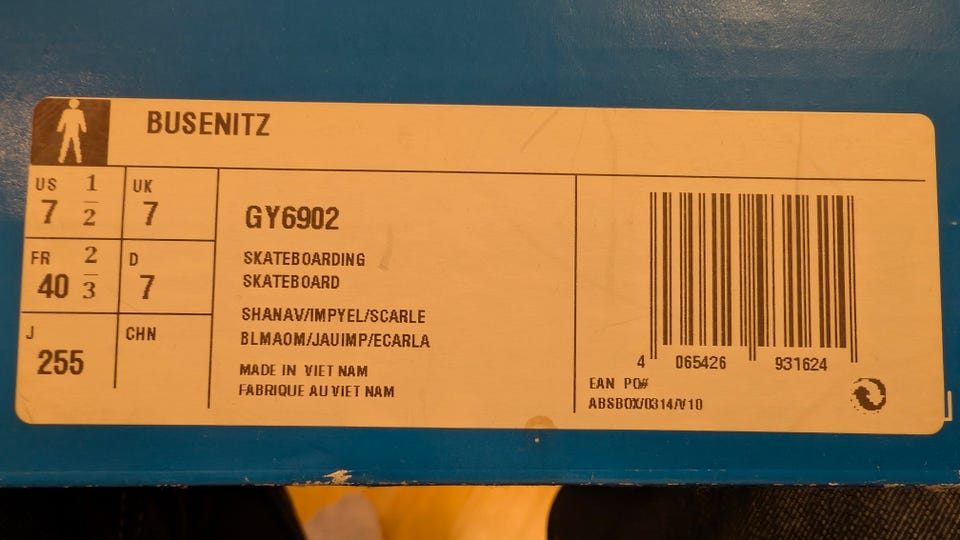 BUSENITZ
US 7 1/2
UK 7
FR 40 2/3
D 7
J 255
CHN
GY6902
SKATEBOARDING
SKATEBOARD
SHANAV/IMPYEL/SCARLE
BLMAOM/JAUIMP/ECARLA
MADE IN VIET NAM
FABRIQUE AU VIET NAM
4 065426 931624
EAN PO#
ABSBOX/0314/V10